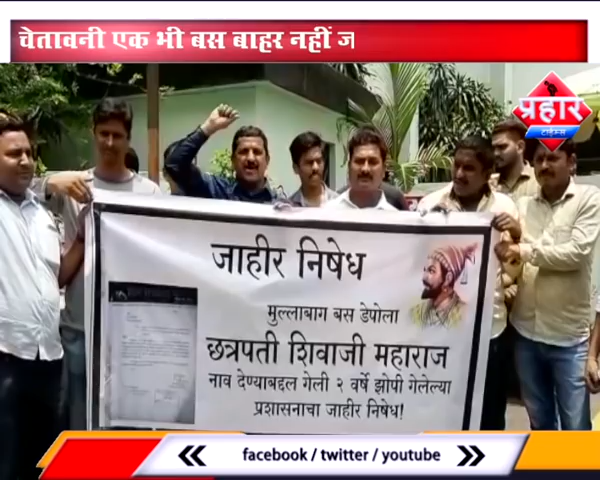 चेतावनी एक भी बस बाहर नहीं ज
प्रहार
टाईम्स
जाहीर निषेध
मुल्लाबाग बस डेपोला
छत्रपती शिवाजी महाराज
नाव देण्याबद्दल गेली २ वर्षे झोपी गेलेल्या
प्रशासनाचा जाहीर निषेध!
facebook / twitter / youtube